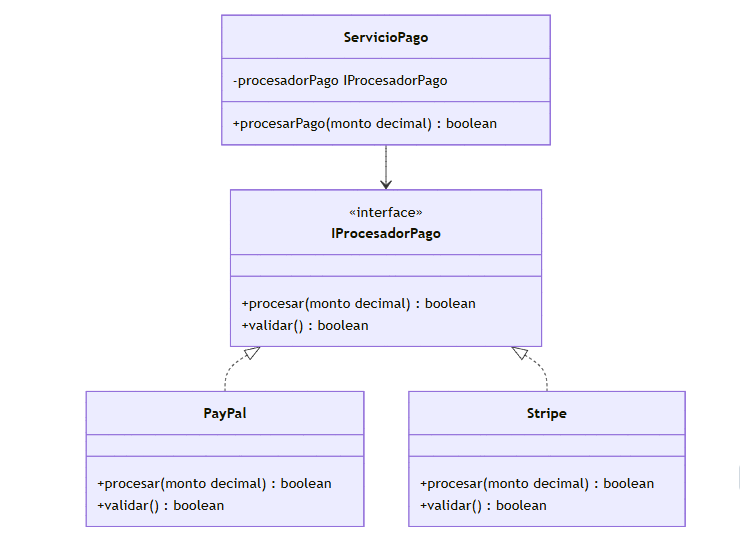 ServicioPago
-procesadorPago IProcesadorPago
+procesarPago(monto decimal) : boolean
«interface»
IProcesadorPago
+procesar(monto decimal) : boolean
+validar() : boolean
PayPal
+procesar(monto decimal) : boolean
+validar() : boolean
Stripe
+procesar(monto decimal) : boolean
+validar() : boolean